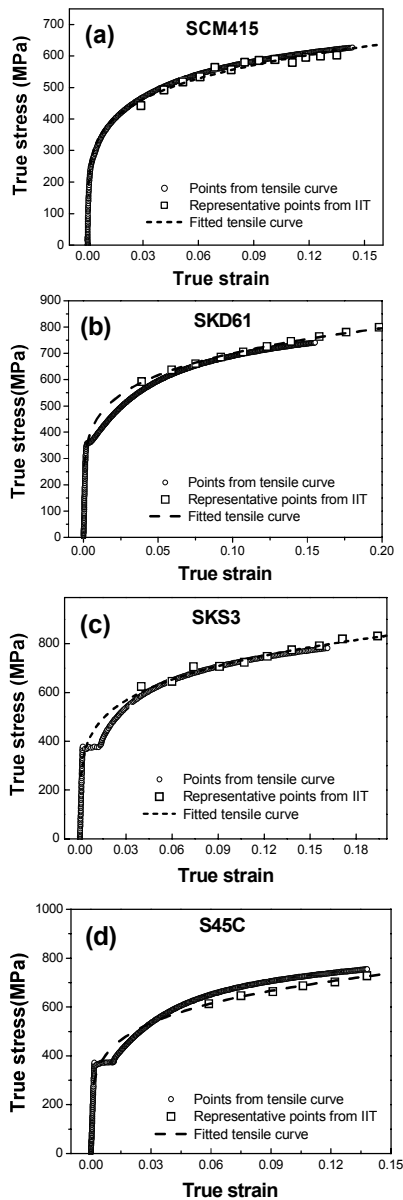 (a)
SCM415
True stress (MPa)
700
600
500
400
300
200
100
0
Points from tensile curve
Representative points from IIT
Fitted tensile curve
0.00 0.03 0.06 0.09 0.12 0.15
True strain
(b)
SKD61
True stress(MPa)
900
800
700
600
500
400
300
200
100
0
Points from tensile curve
Representative points from IIT
Fitted tensile curve
0.00 0.05 0.10 0.15 0.20
True strain
(c)
SKS3
True stress (MPa)
800
600
400
200
0
Points from tensile curve
Representative points from IIT
Fitted tensile curve
0.00 0.03 0.06 0.09 0.12 0.15 0.18
True strain
(d)
S45C
True stress(MPa)
1000
800
600
400
200
0
Points from tensile curve
Representative points from IIT
Fitted tensile curve
0.00 0.03 0.06 0.09 0.12 0.15
True strain